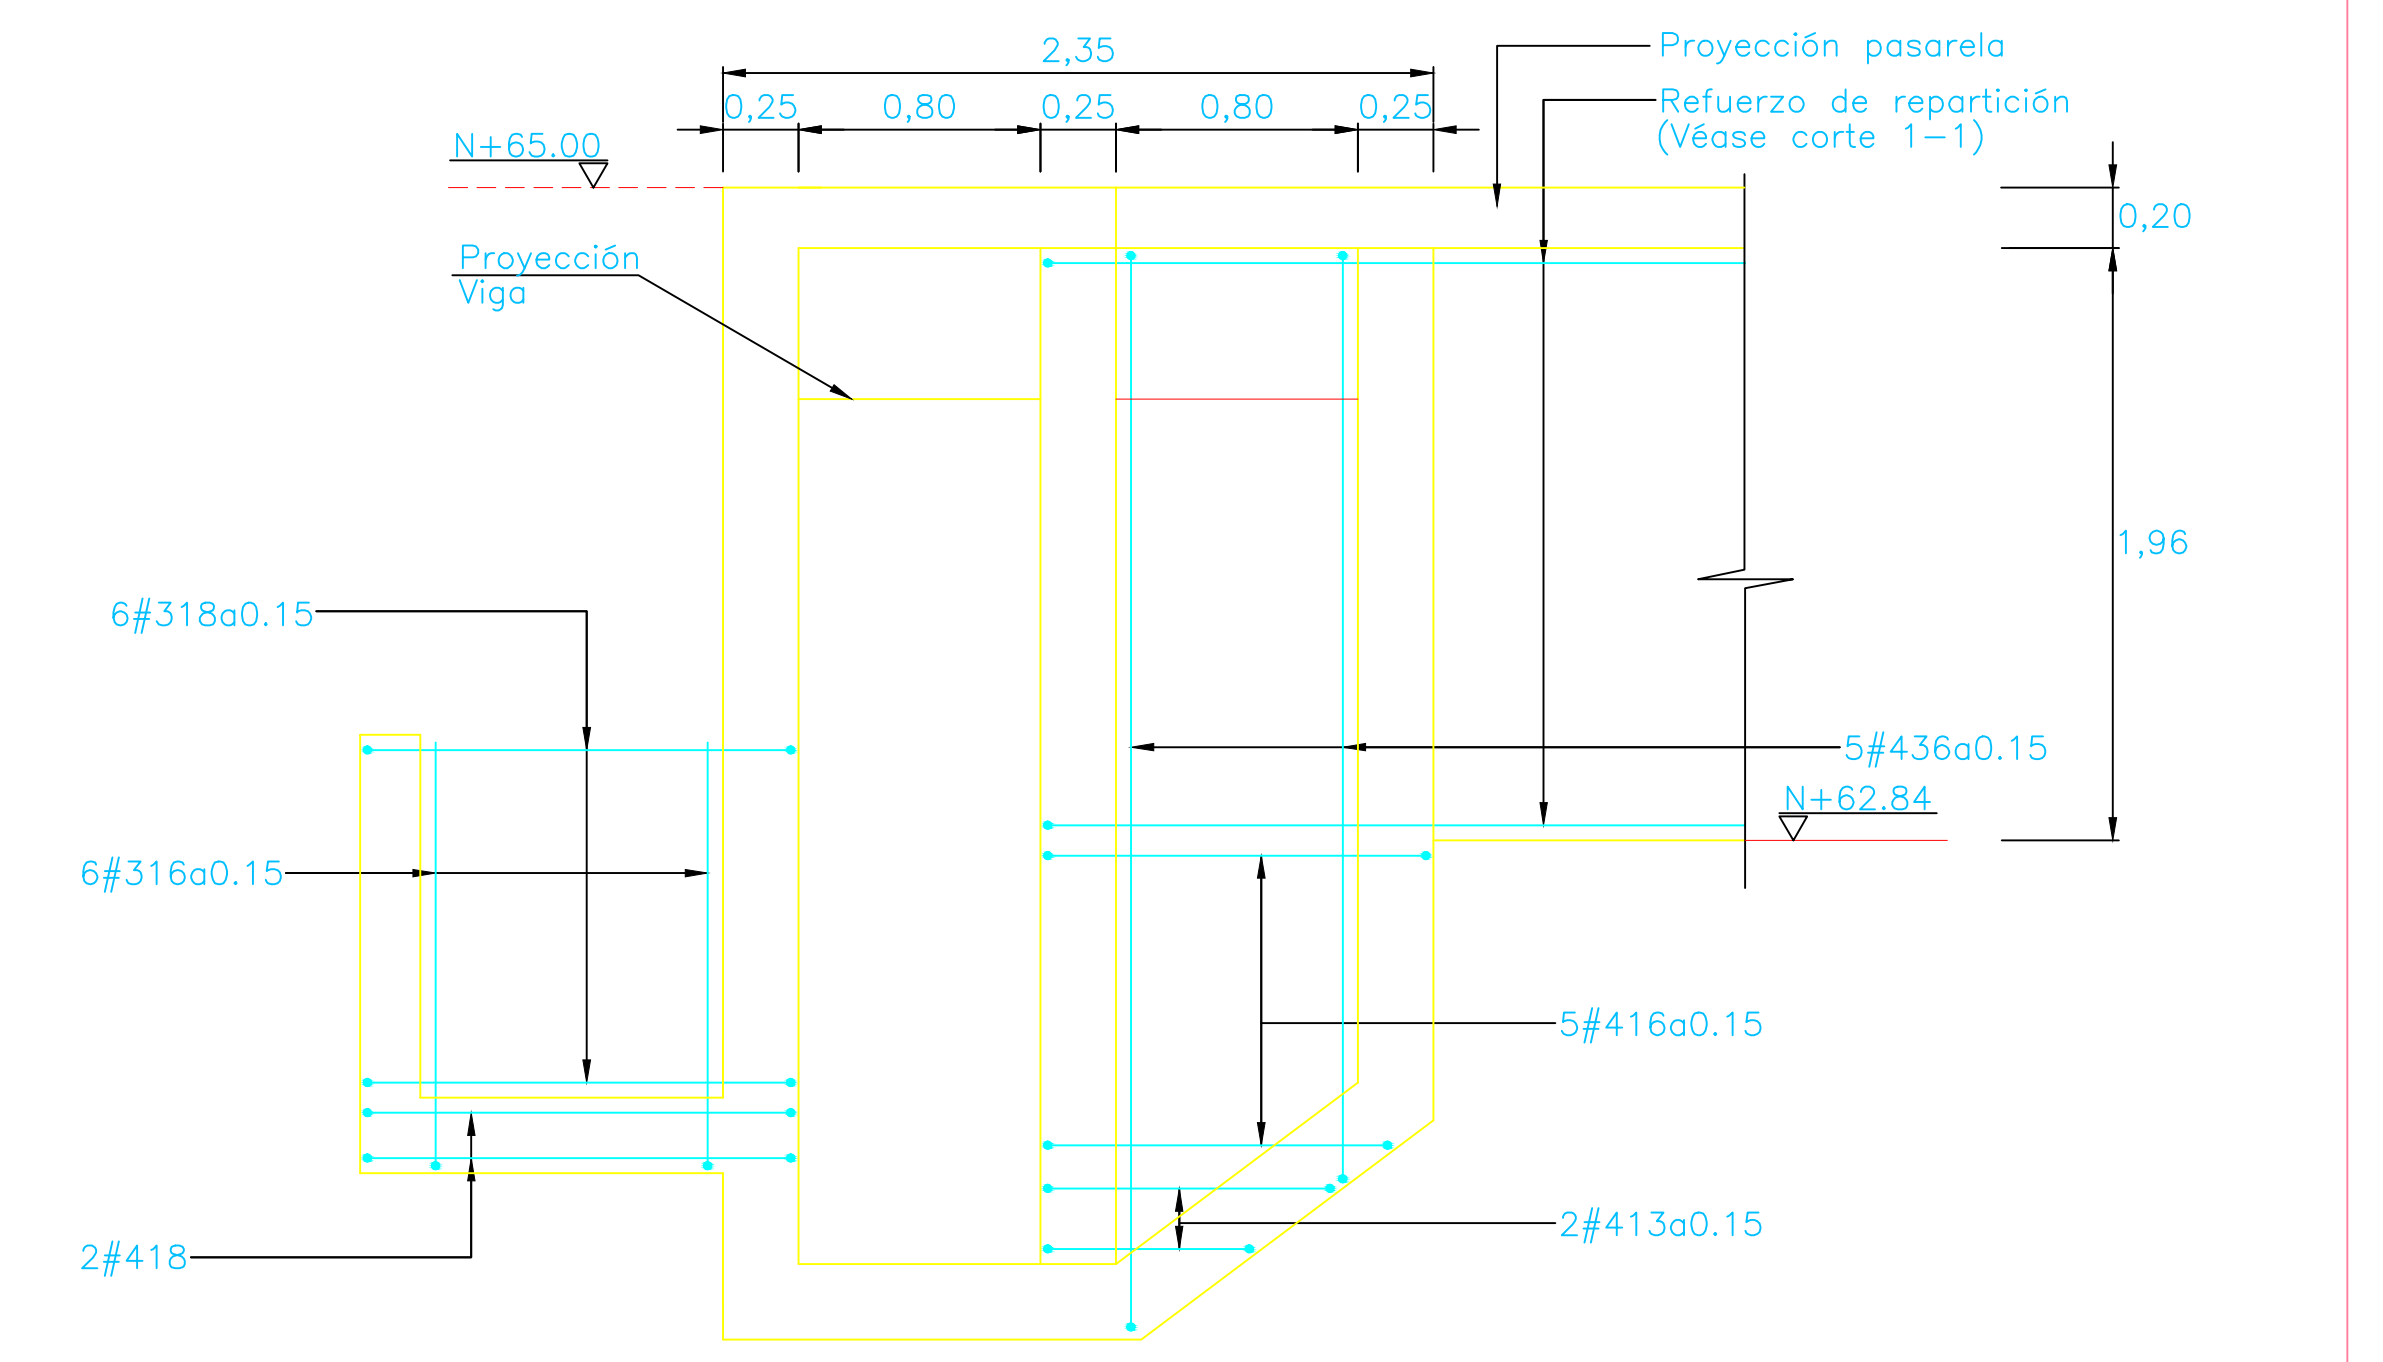 2,35
Proyección pasarela
0,25 0,80 0,25 0,80 0,25
Refuerzo de repartición
(Véase corte 1-1)
N+65.00
0,20
Proyección
Viga
1,96
6#318a0.15
5#436a0.15
N+62.84
6#316a0.15
5#416a0.15
2#413a0.15
2#418